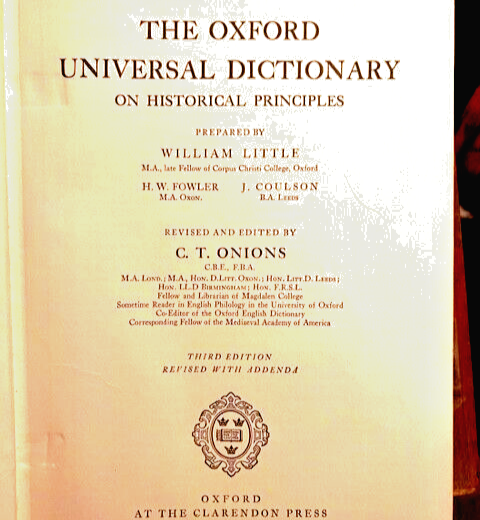 THE OXFORD
UNIVERSAL DICTIONARY
ON HISTORICAL PRINCIPLES
PREPARED BY
WILLIAM LITTLE
M.A., late Fellow of Corpus Christi College, Oxford
H. W. FOWLER J. COULSON
M.A. OXON. B.A. LEEDS
REVISED AND EDITED BY
C. T. ONIONS
C.B.E., F.B.A.
M.A. LOND.; M.A., HON. D.LITT. OXON.; HON. LITT.D. LEEDS;
HON. LL.D BIRMINGHAM; HON. F.R.S.L.
Fellow and Librarian of Magdalen College
Sometime Reader in English Philology in the University of Oxford
Co-Editor of the Oxford English Dictionary
Corresponding Fellow of the Mediaeval Academy of America
THIRD EDITION
REVISED WITH ADDENDA
OXFORD
AT THE CLARENDON PRESS